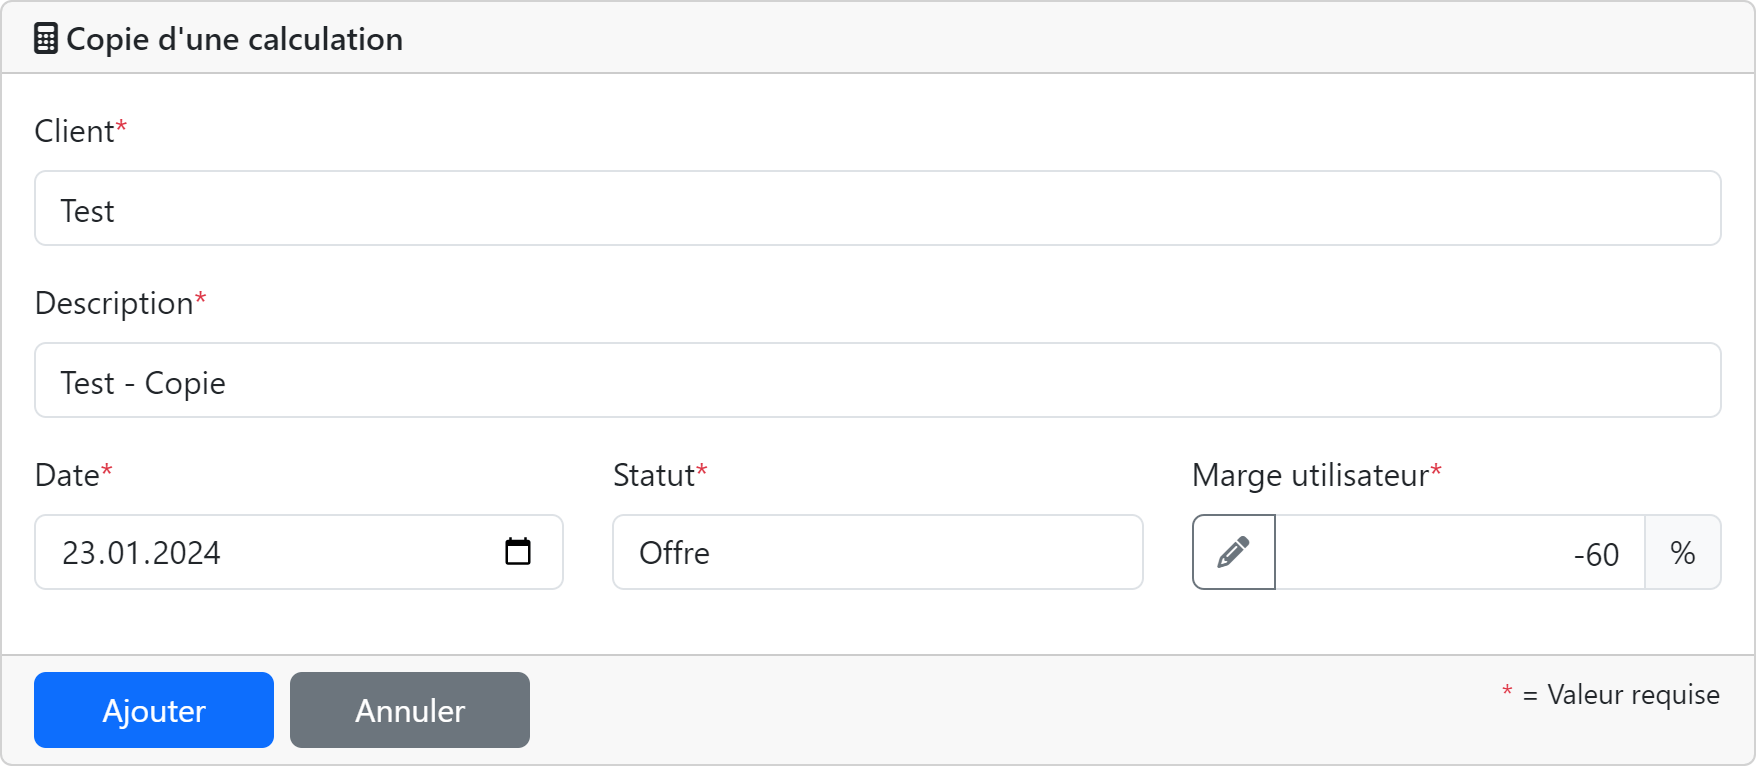 Copie d'une calculation
Client*
Test
Description*
Test - Copie
Date* Statut* Marge utilisateur*
23.01.2024 Offre -60 %
Ajouter Annuler * = Valeur requise